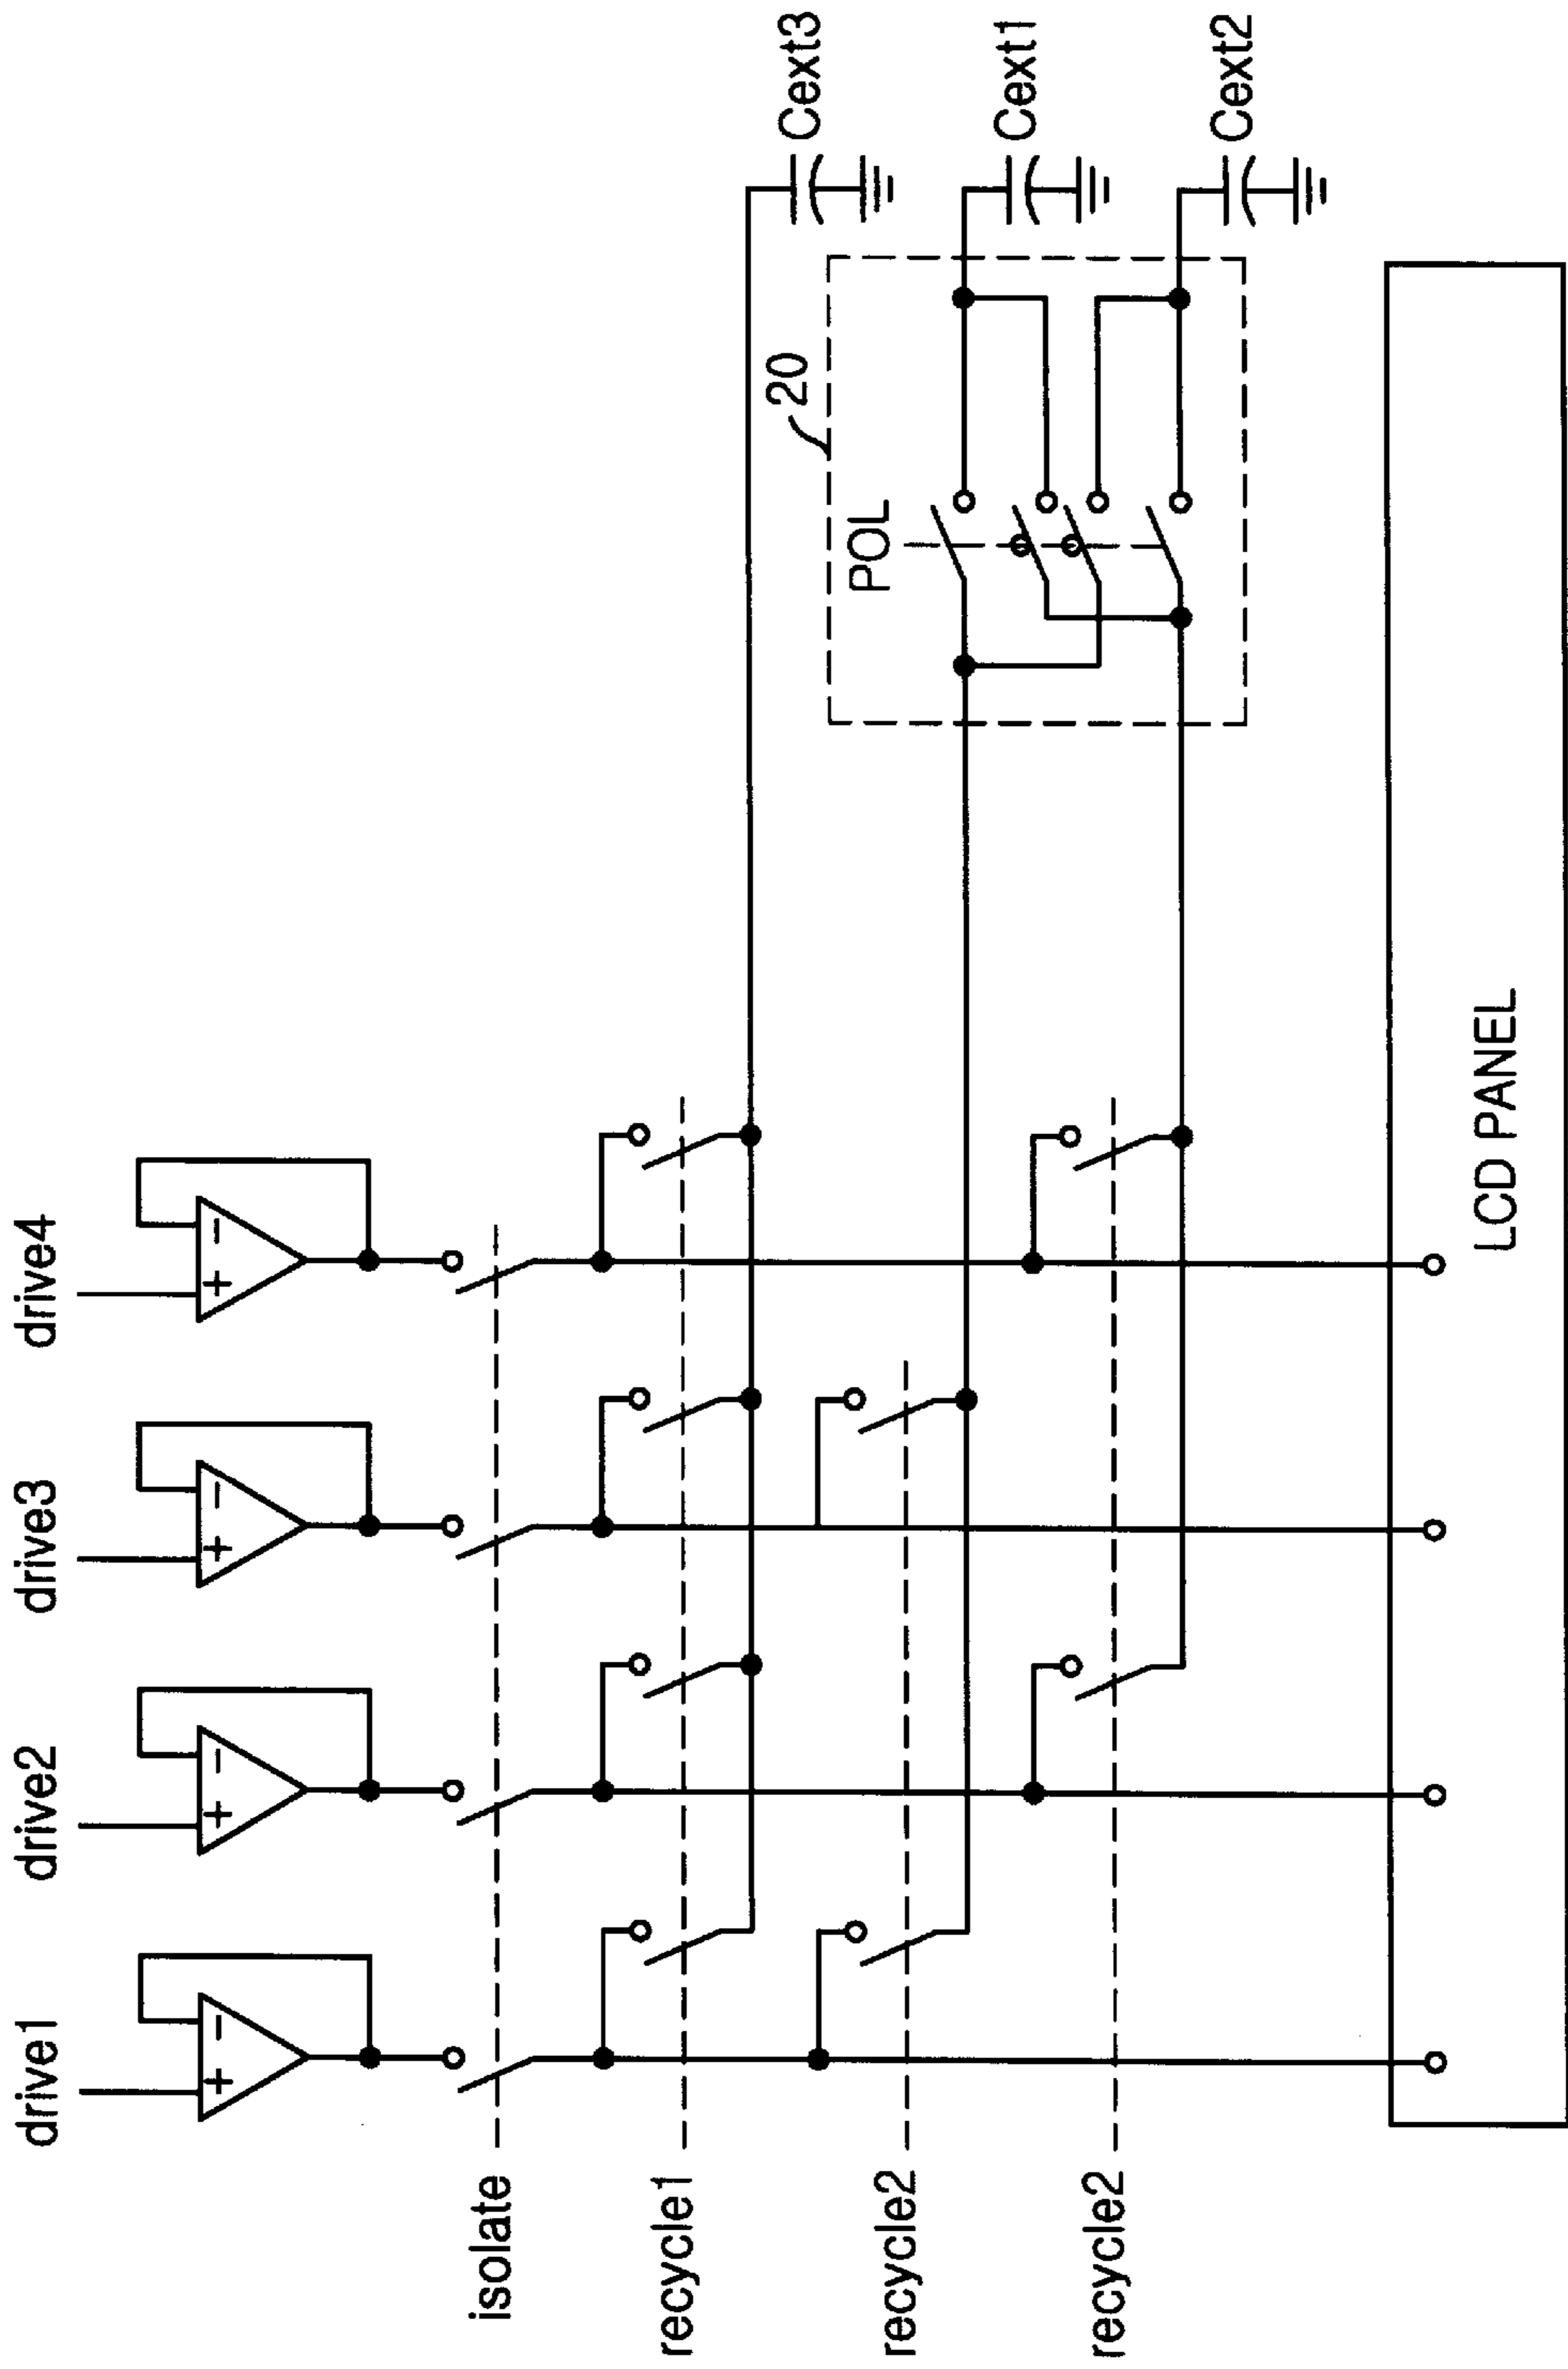 drive1
drive2
drive3
drive4
+
−
+
−
+
−
+
−
isolate
recycle1
recycle2
recycle2
POL
20
Cext3
Cext1
Cext2
LCD PANEL